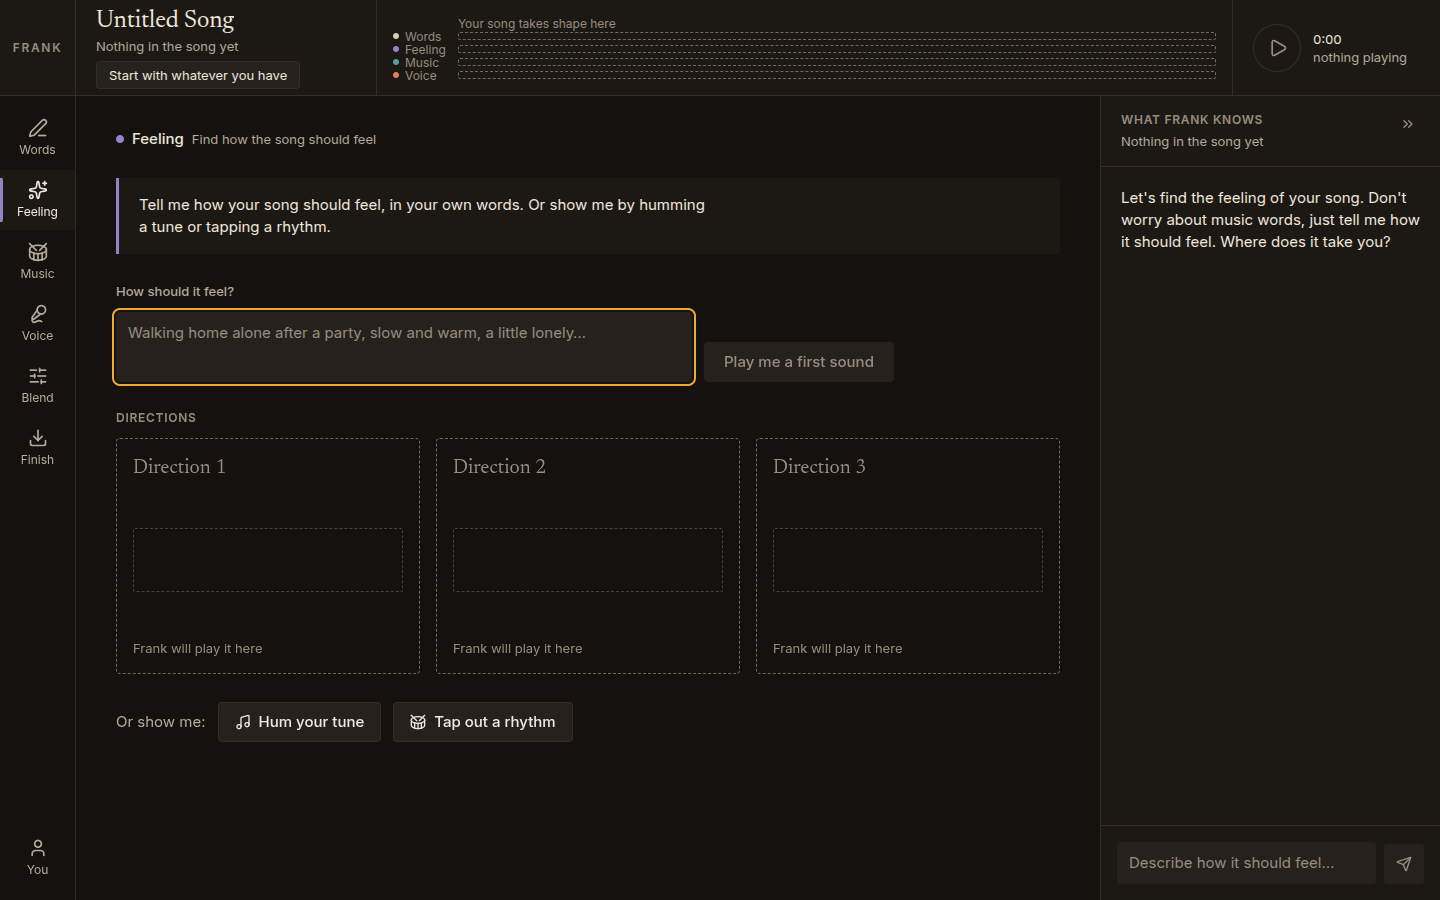 FRANK
Untitled Song
Nothing in the song yet
Start with whatever you have
Your song takes shape here
Words
Feeling
Music
Voice
0:00
nothing playing
Words
Feeling
Music
Voice
Blend
Finish
You
Feeling Find how the song should feel
Tell me how your song should feel, in your own words. Or show me by humming
a tune or tapping a rhythm.
How should it feel?
Walking home alone after a party, slow and warm, a little lonely...
Play me a first sound
DIRECTIONS
Direction 1
Frank will play it here
Direction 2
Frank will play it here
Direction 3
Frank will play it here
Or show me:
Hum your tune
Tap out a rhythm
WHAT FRANK KNOWS
Nothing in the song yet
Let's find the feeling of your song. Don't
worry about music words, just tell me how
it should feel. Where does it take you?
Describe how it should feel...